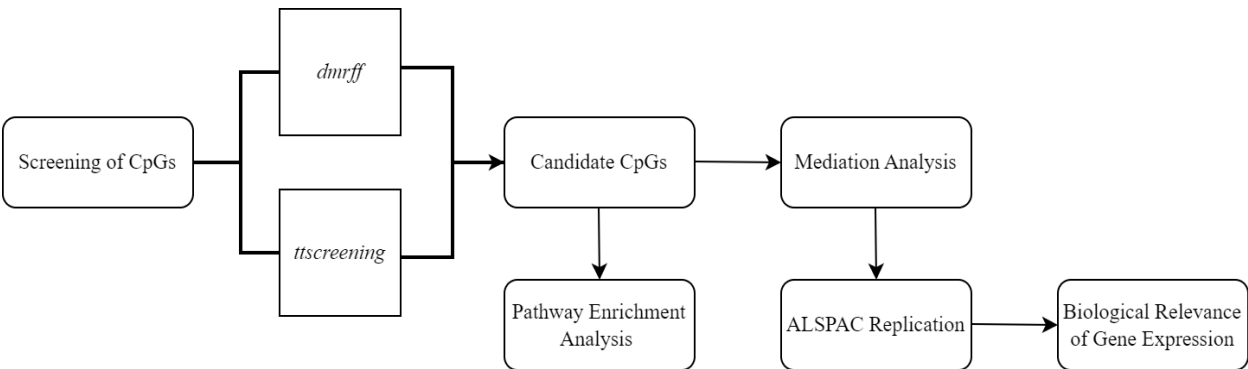 dmrff
Screening of CpGs
Candidate CpGs
Mediation Analysis
ttscreening
Pathway Enrichment
Analysis
ALSPAC Replication
Biological Relevance
of Gene Expression